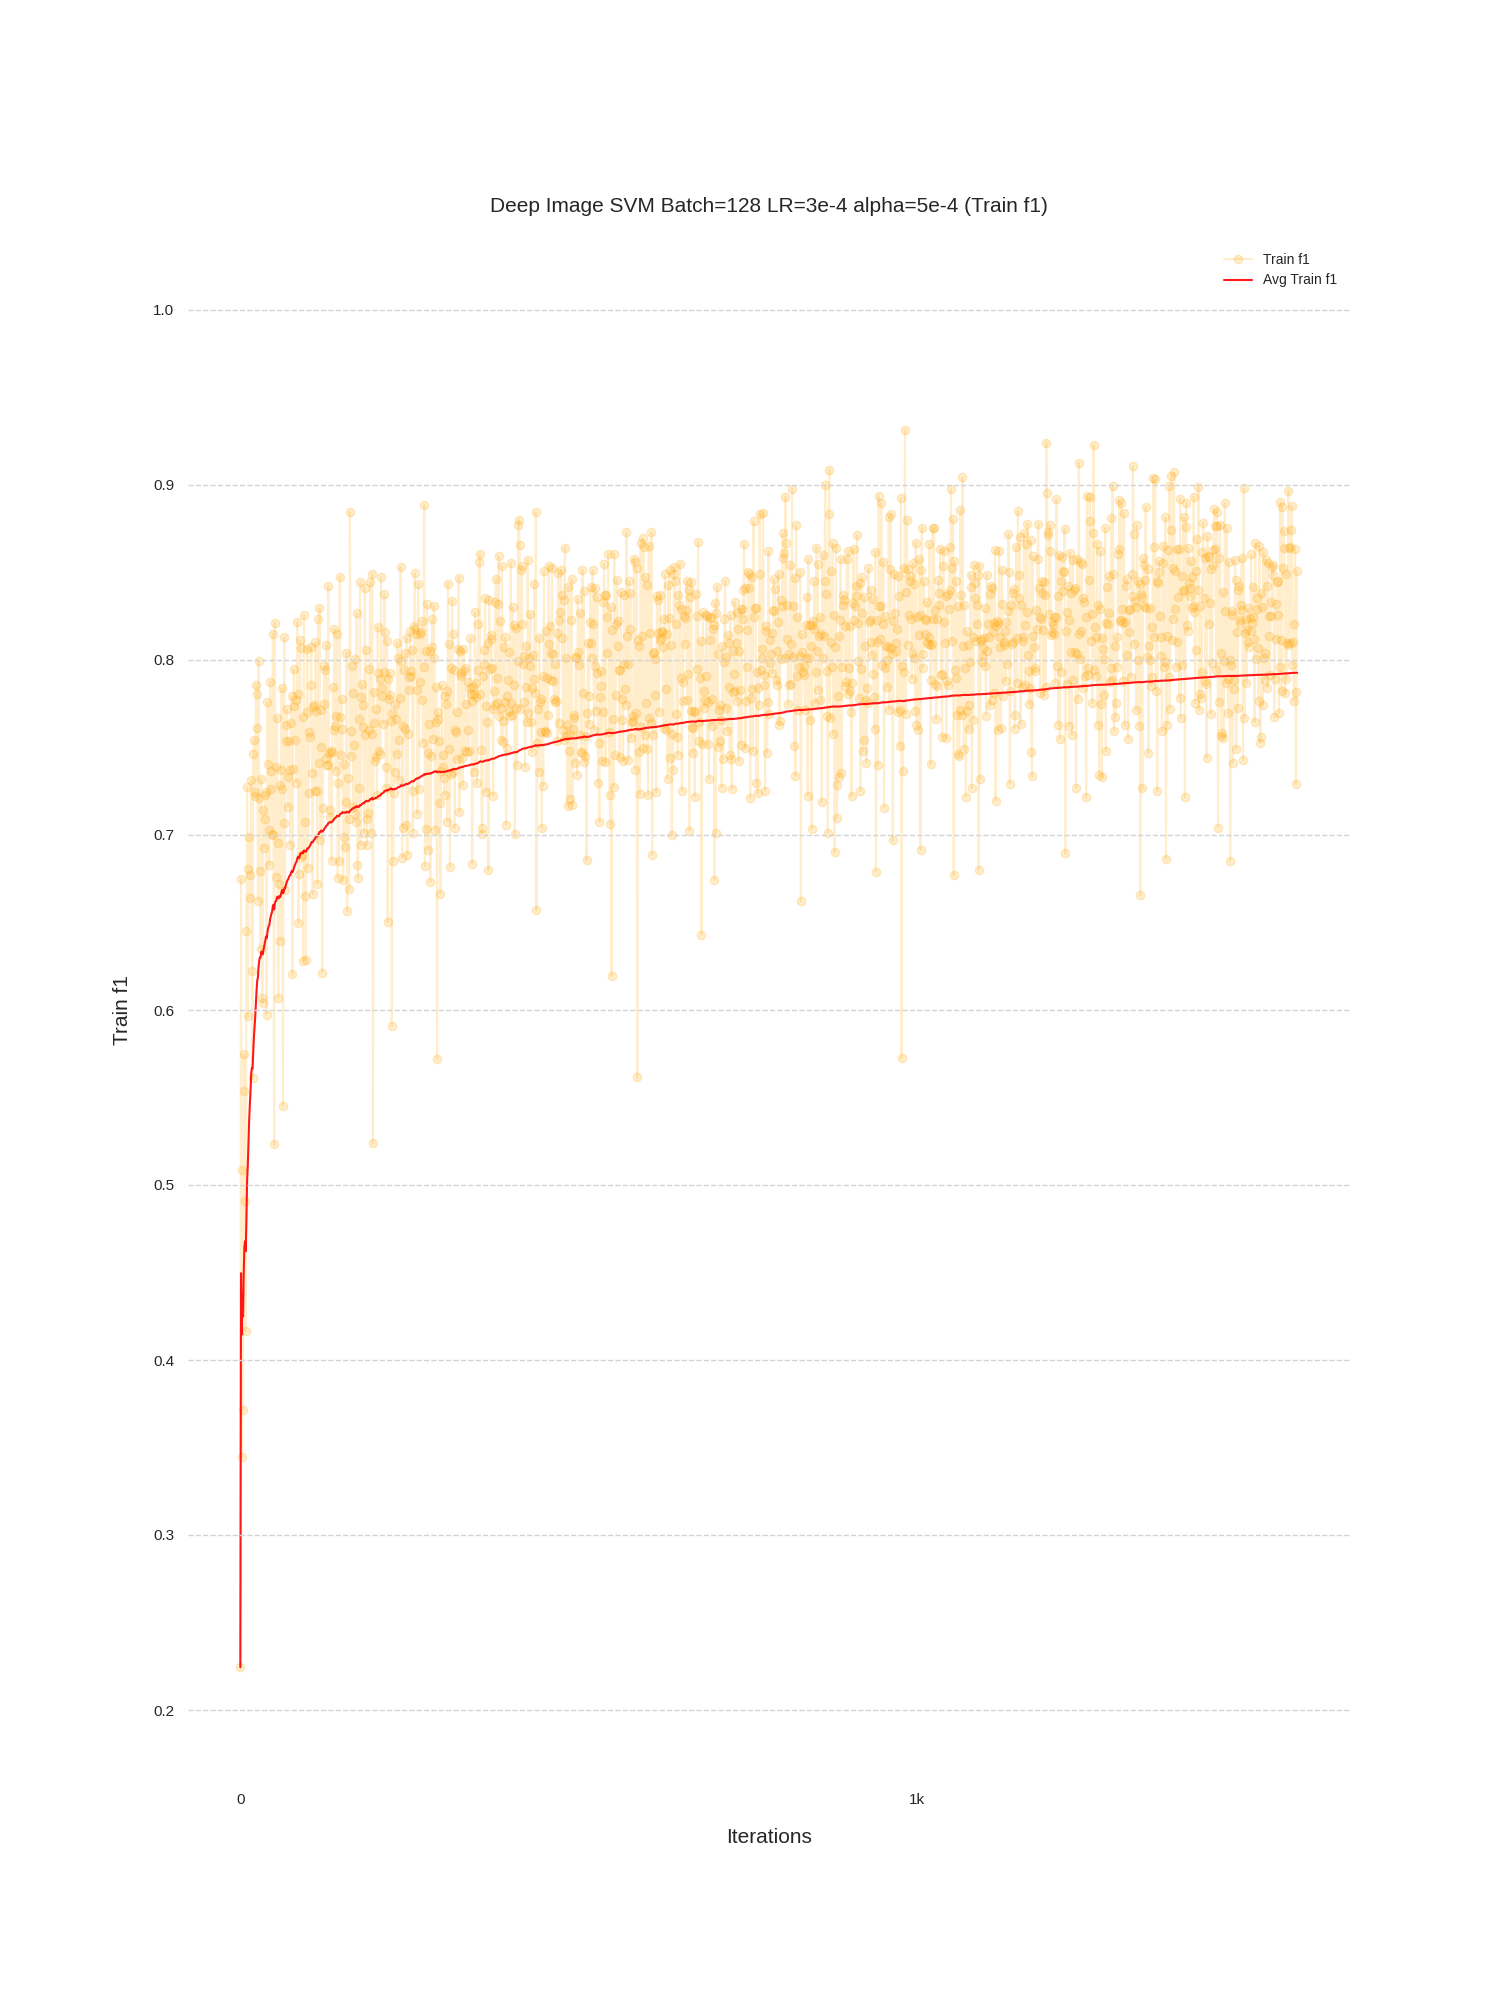 Deep Image SVM Batch=128 LR=3e-4 alpha=5e-4 (Train f1)
Train f1
Avg Train f1
1.0
0.9
0.8
0.7
0.6
Train f1
0.5
0.4
0.3
0.2
0
1k
Iterations